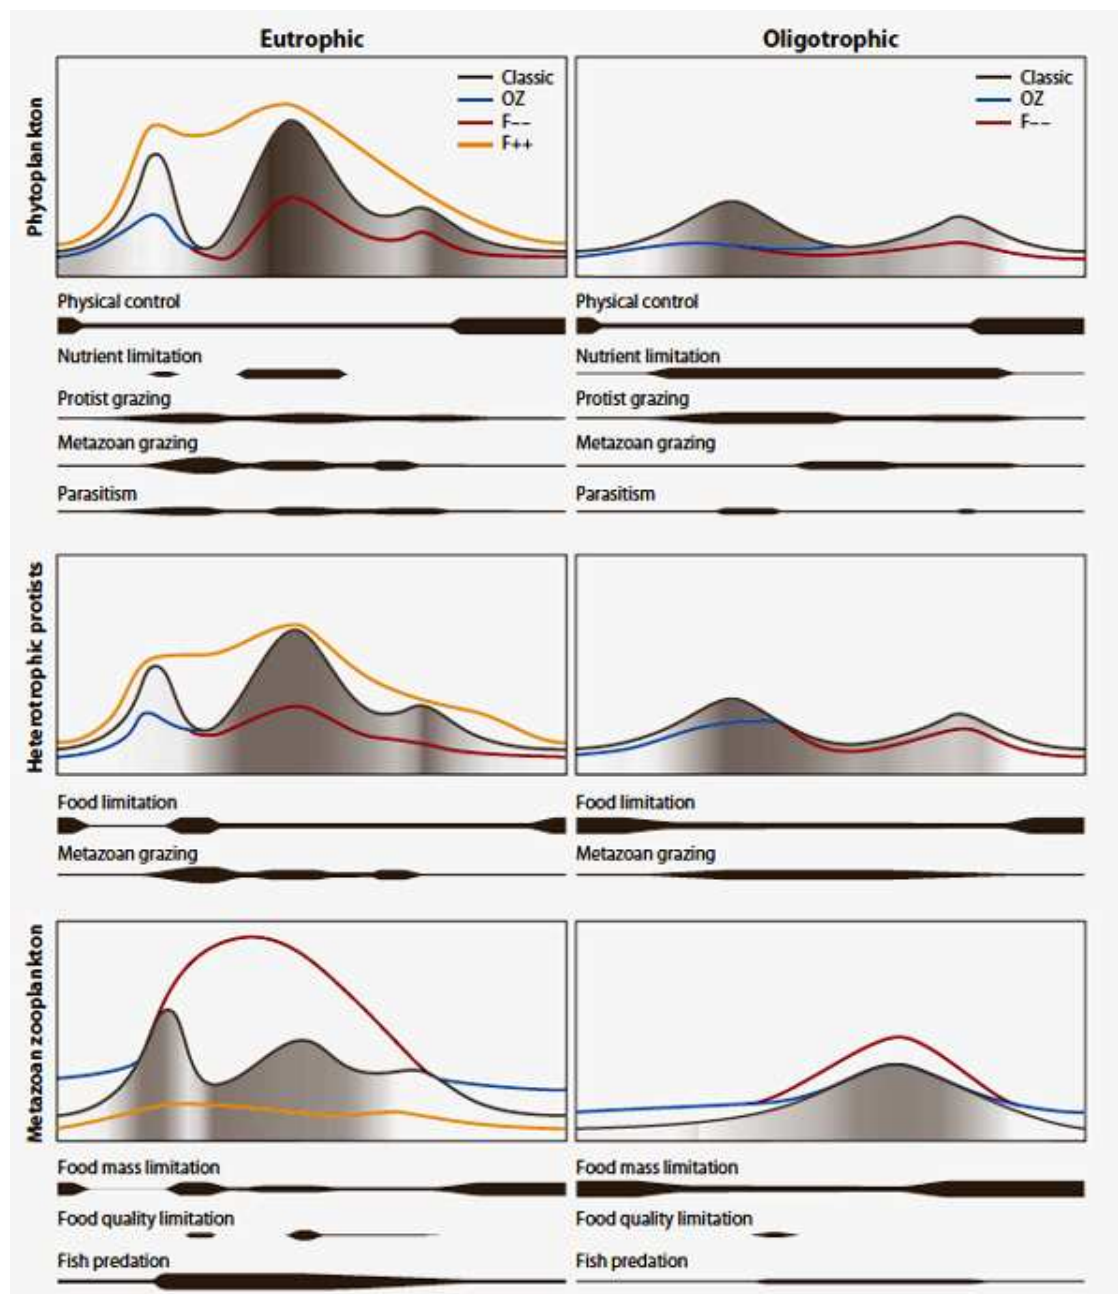 Eutrophic
Oligotrophic
Phytoplankton
Classic
OZ
F−−
F++
Classic
OZ
F−−
Physical control
Physical control
Nutrient limitation
Nutrient limitation
Protist grazing
Protist grazing
Metazoan grazing
Metazoan grazing
Parasitism
Parasitism
Heterotrophic protists
Food limitation
Food limitation
Metazoan grazing
Metazoan grazing
Metazoan zooplankton
Food mass limitation
Food mass limitation
Food quality limitation
Food quality limitation
Fish predation
Fish predation